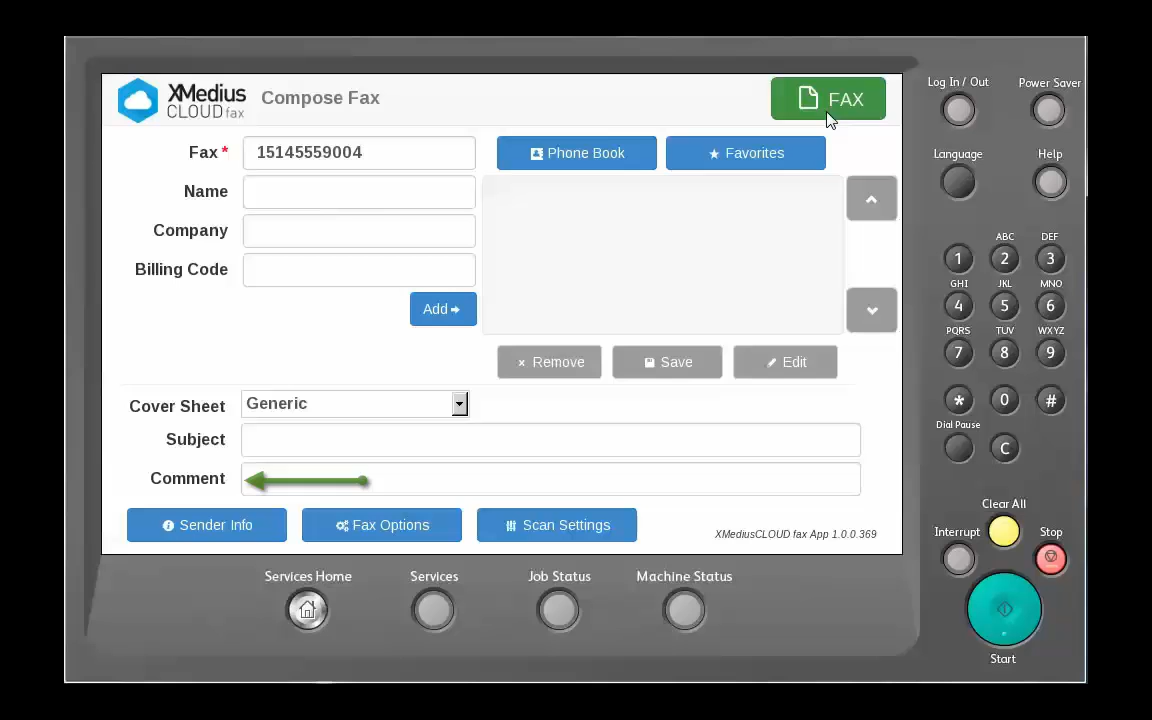 XMedius
CLOUD fax
Compose Fax
FAX
Fax *
15145559004
Phone Book
Favorites
Name
Company
Billing Code
Add
Remove
Save
Edit
Cover Sheet
Generic
Subject
Comment
Sender Info
Fax Options
Scan Settings
XMediusCLOUD fax App 1.0.0.369
Services Home
Services
Job Status
Machine Status
Log In / Out
Power Saver
Language
Help
ABC
DEF
1
2
3
GHI
JKL
MNO
4
5
6
PQRS
TUV
WXYZ
7
8
9
*
0
#
Dial Pause
C
Clear All
Interrupt
Stop
Start